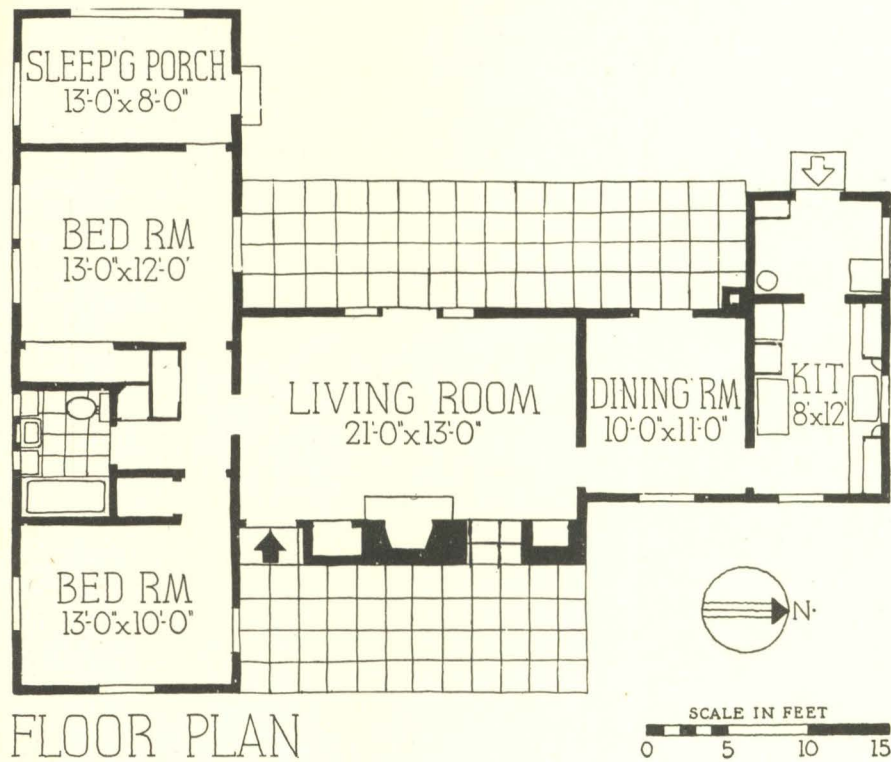 SLEEP'G PORCH
13'-0"x 8'-0"
BED RM
13'-0"x12'-0'
LIVING ROOM
21'-0"x13'-0"
DINING RM
10'-0"x11'-0"
KIT
8'x12'
BED RM
13'-0"x10'-0"
N.
FLOOR PLAN
SCALE IN FEET
0 5 10 15